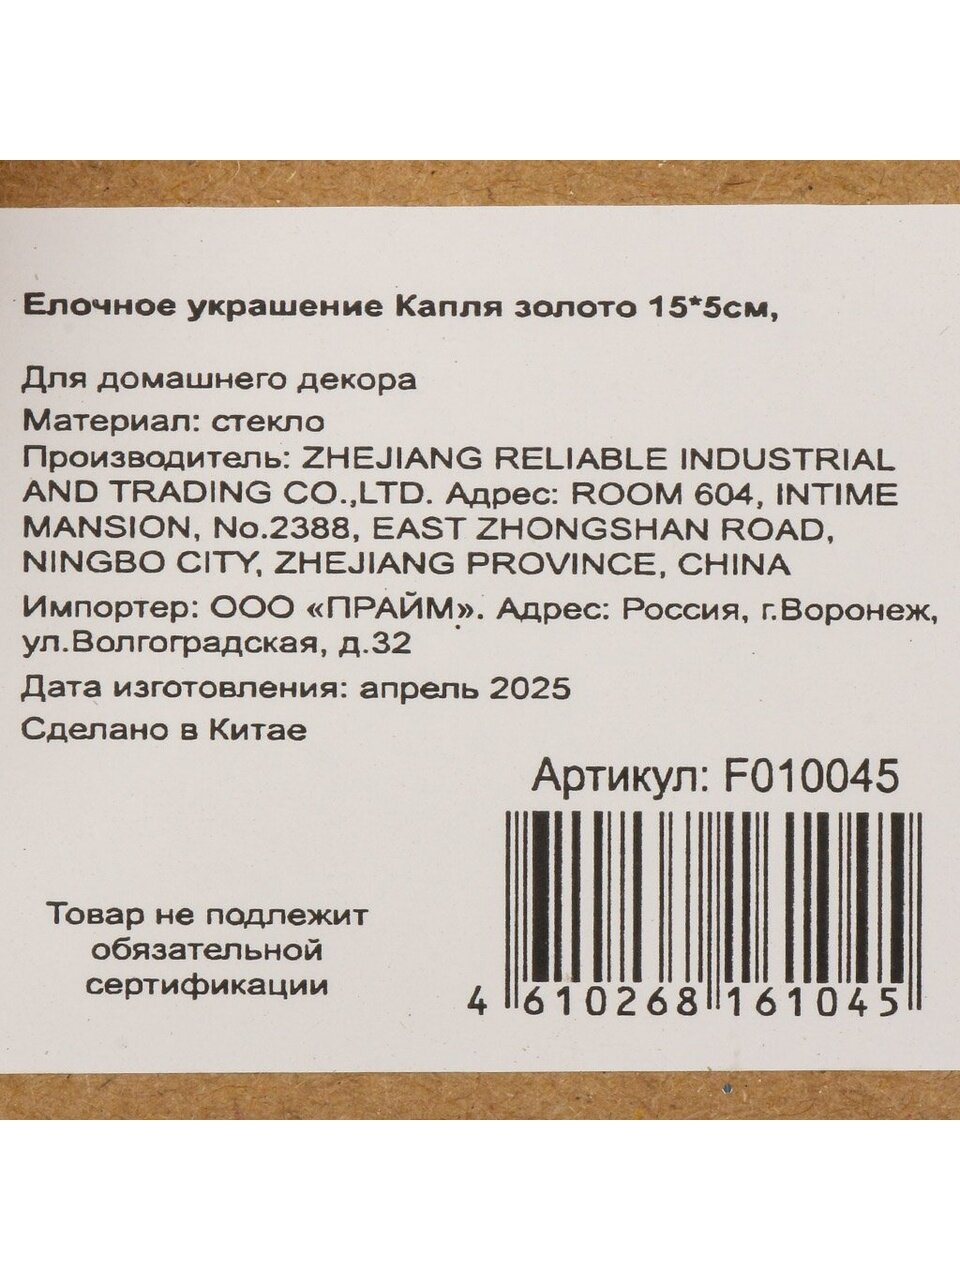 Елочное украшение Капля золото 15*5см,
Для домашнего декора
Материал: стекло
Производитель: ZHEJIANG RELIABLE INDUSTRIAL
AND TRADING CO.,LTD. Адрес: ROOM 604, INTIME
MANSION, No.2388, EAST ZHONGSHAN ROAD,
NINGBO CITY, ZHEJIANG PROVINCE, CHINA
Импортер: ООО «ПРАЙМ». Адрес: Россия, г.Воронеж,
ул.Волгоградская, д.32
Дата изготовления: апрель 2025
Сделано в Китае
Артикул: F010045
Товар не подлежит
обязательной
сертификации
4 610268 161045